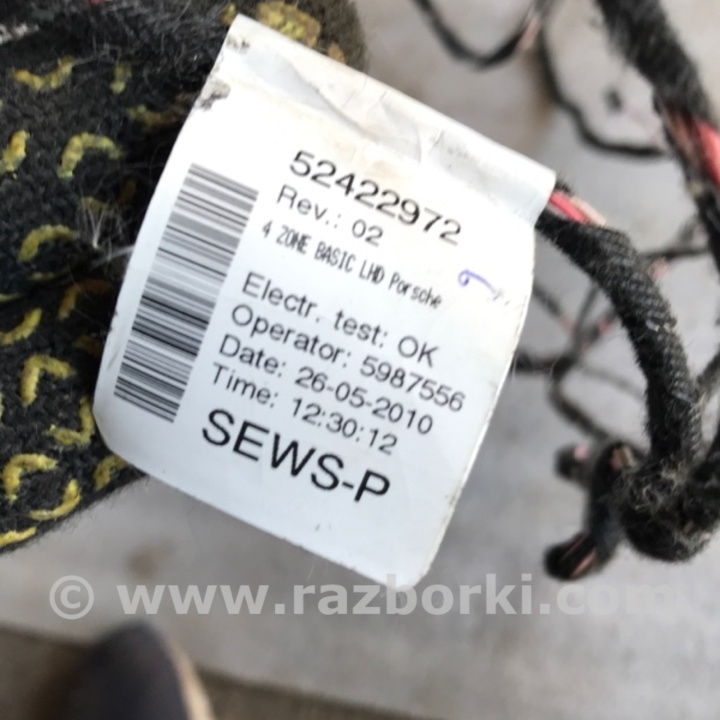 52422972
Rev.: 02
4 ZONE BASIC LHD Porsche
Electr. test: OK
Operator: 5987556
Date: 26-05-2010
Time: 12:30:12
SEWS-P
© www.razborki.com